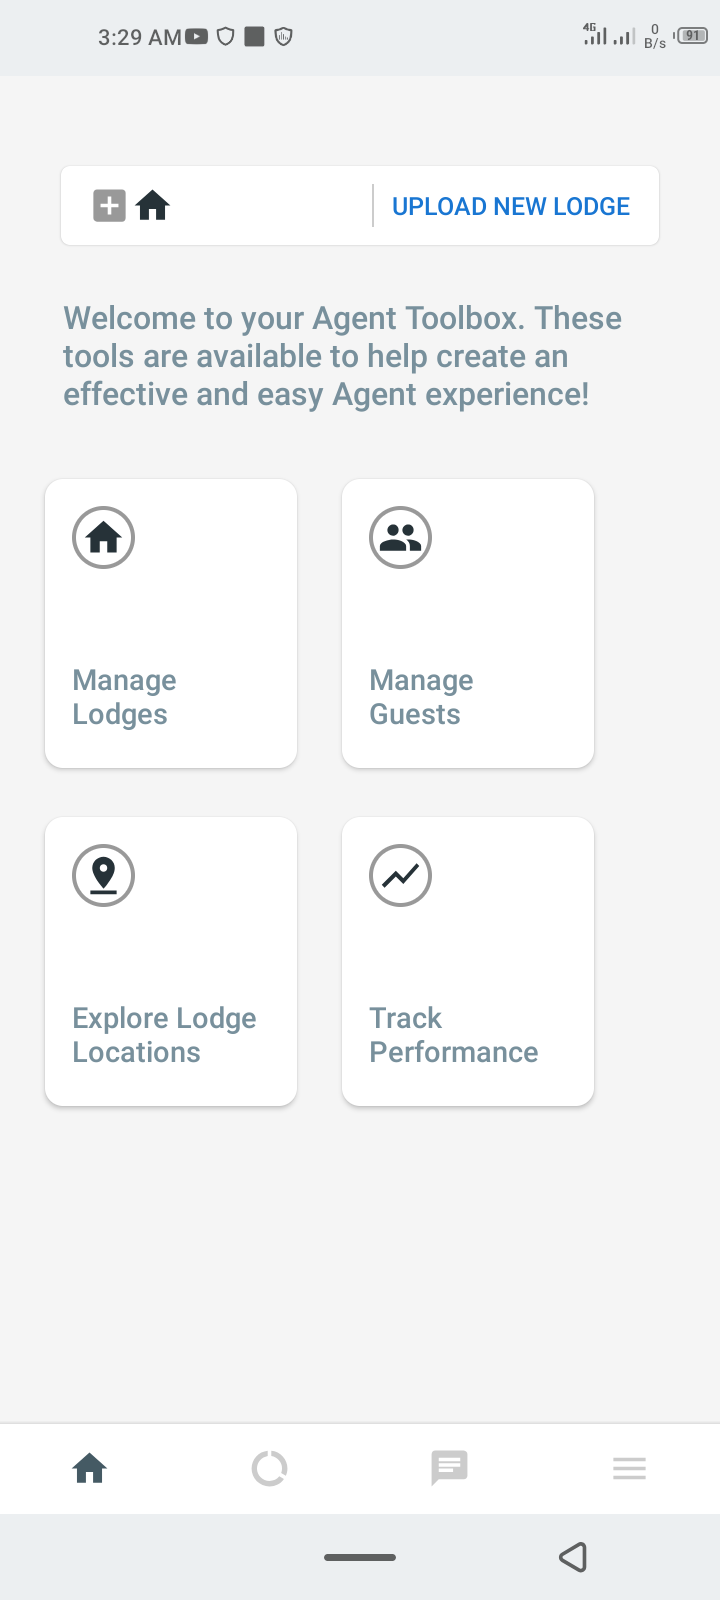 3:29 AM
4G
0
B/s
91
UPLOAD NEW LODGE
Welcome to your Agent Toolbox. These
tools are available to help create an
effective and easy Agent experience!
Manage
Lodges
Manage
Guests
Explore Lodge
Locations
Track
Performance